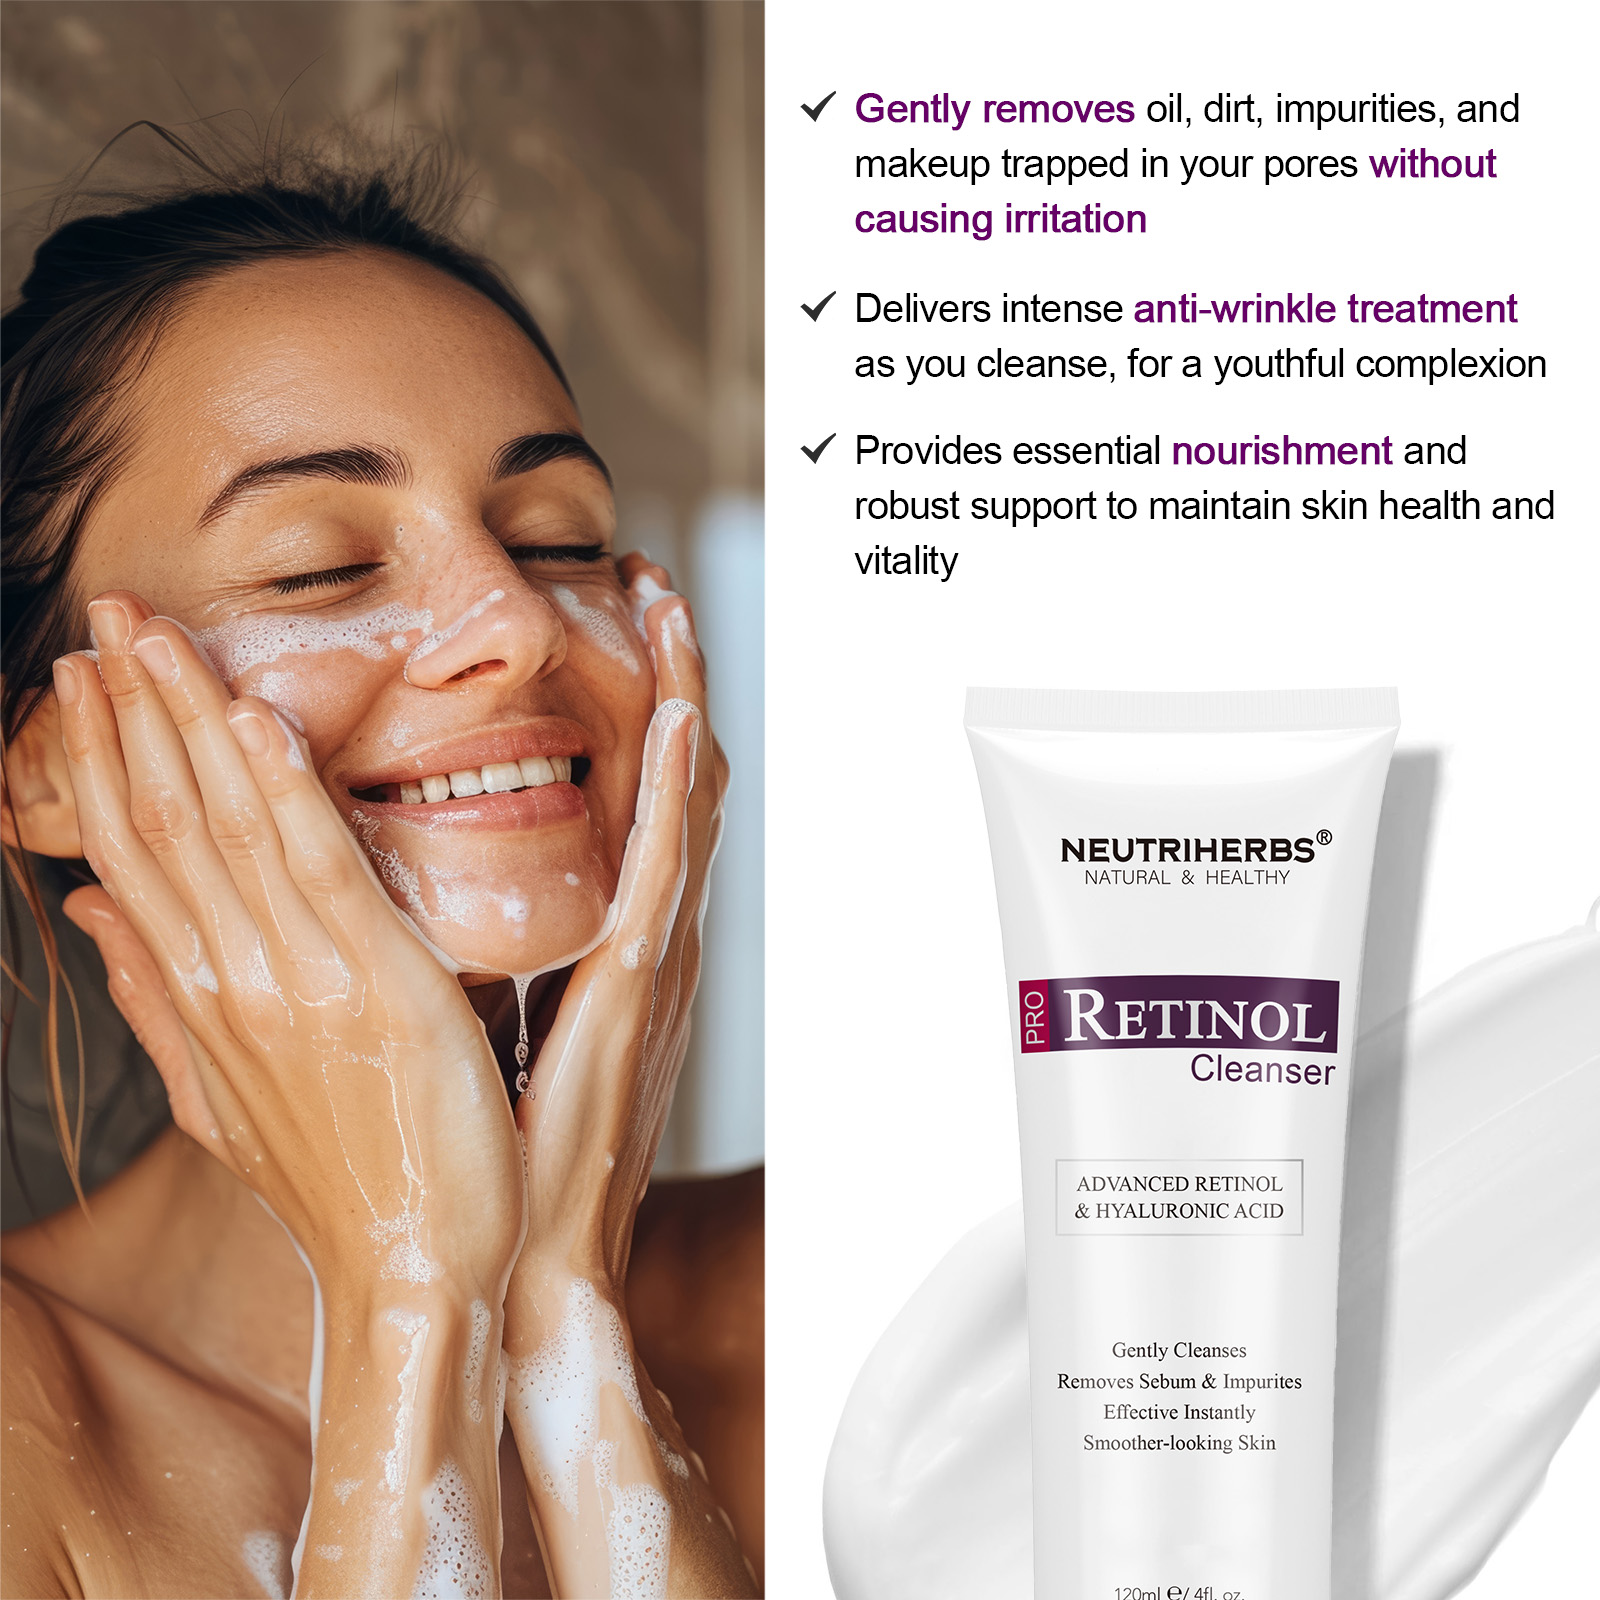 Gently removes oil, dirt, impurities, and
makeup trapped in your pores without
causing irritation
Delivers intense anti-wrinkle treatment
as you cleanse, for a youthful complexion
Provides essential nourishment and
robust support to maintain skin health and
vitality
NEUTRIHERBS®
NATURAL & HEALTHY
PRO RETINOL
Cleanser
ADVANCED RETINOL
& HYALURONIC ACID
Gently Cleanses
Removes Sebum & Impurites
Effective Instantly
Smoother-looking Skin
120ml ℮/ 4fl. oz.